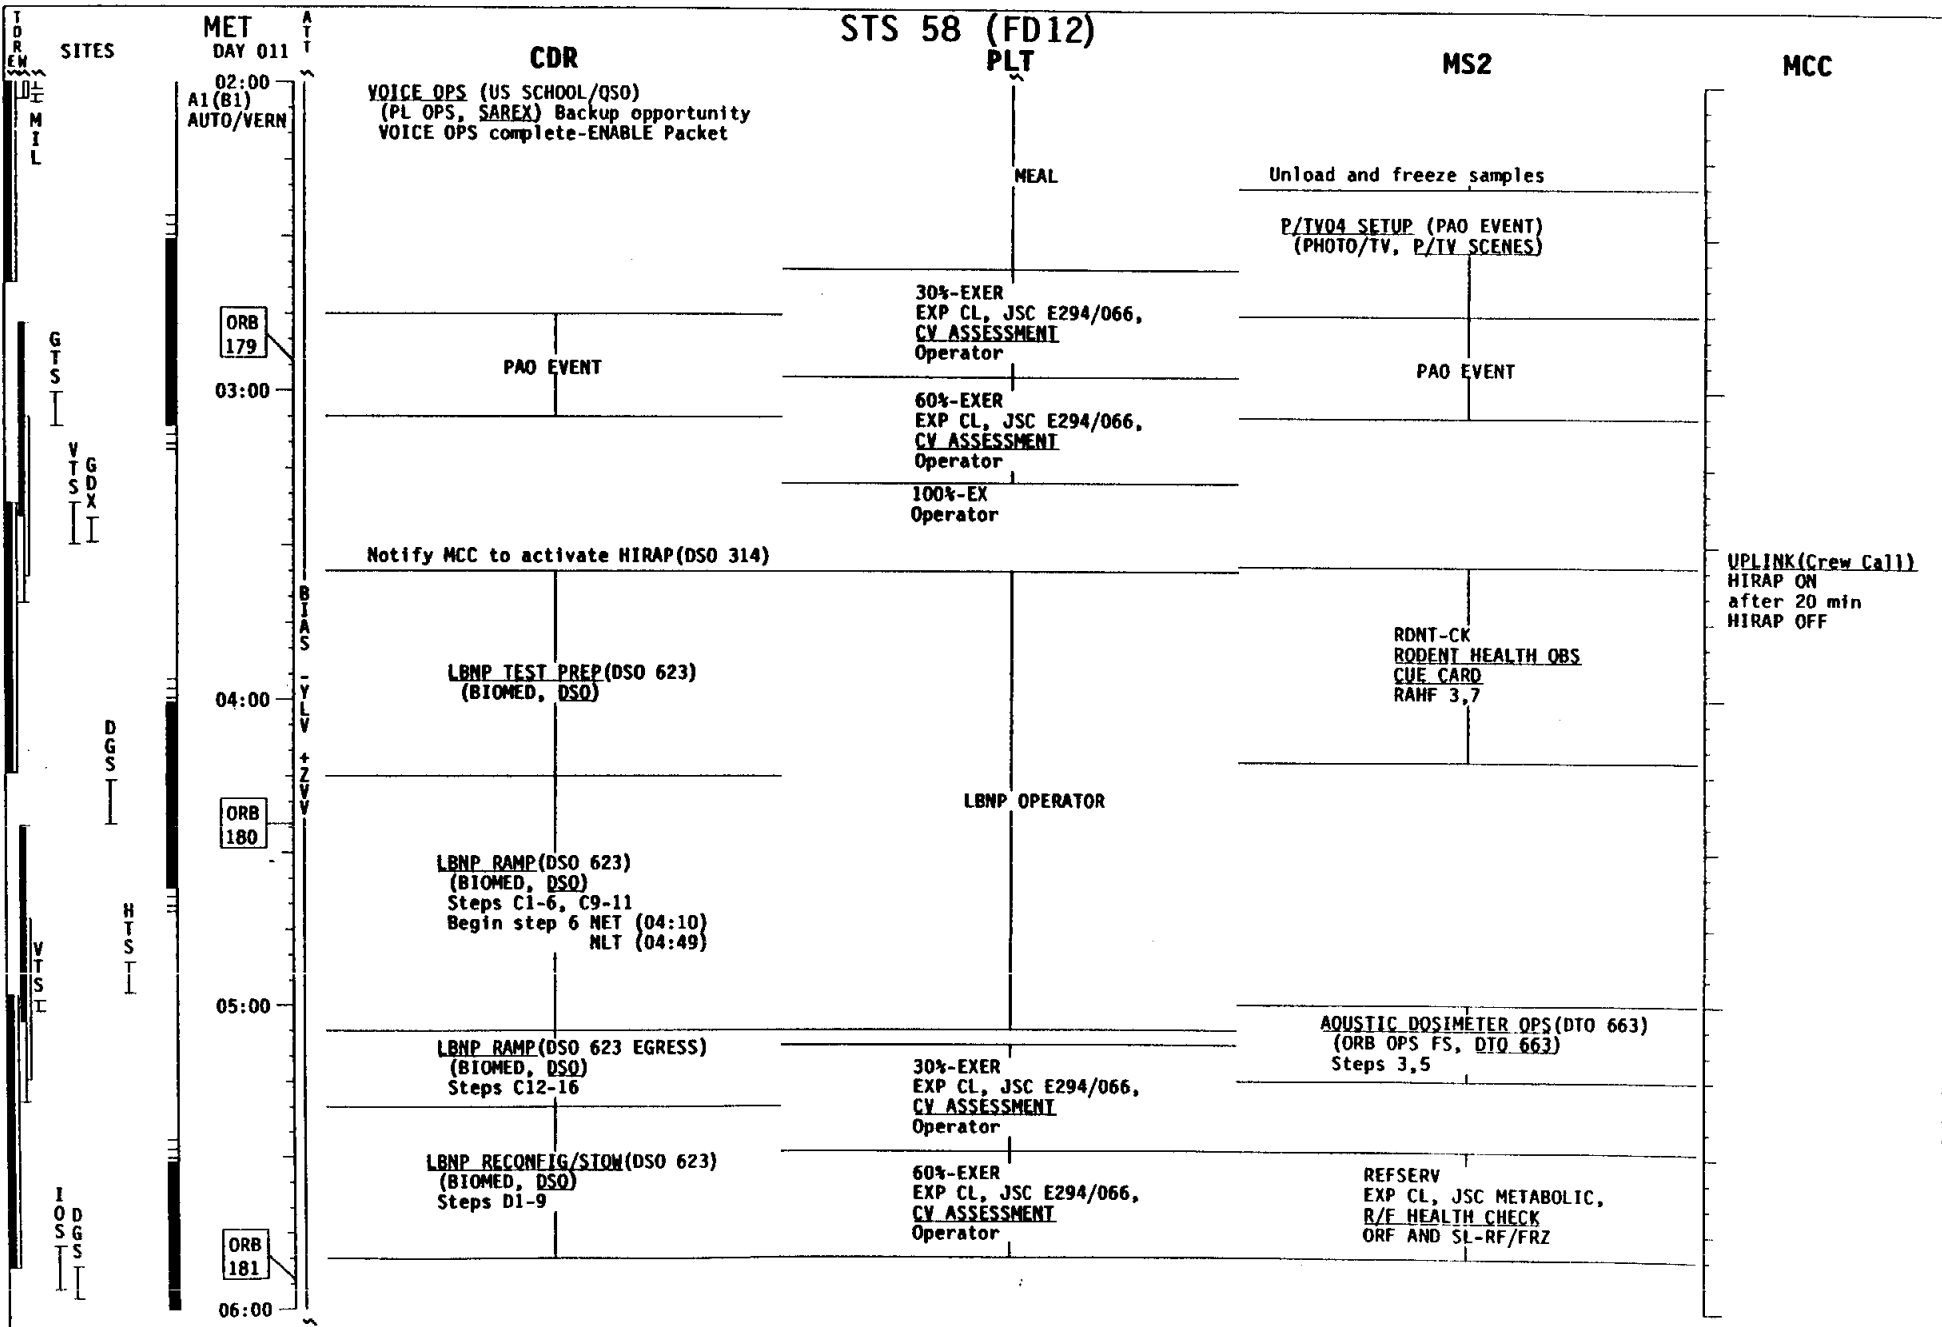 STS 58 (FD12)
TDRE W
SITES
MET
DAY 011
ATT
CDR
PLT
MS2
MCC
02:00
A1(B1)
AUTO/VERN
MIL
VOICE OPS (US SCHOOL/QSO)
(PL OPS, SAREX) Backup opportunity
VOICE OPS complete-ENABLE Packet
MEAL
Unload and freeze samples
P/TV04 SETUP (PAO EVENT)
(PHOTO/TV, P/TV SCENES)
ORB
179
GTS
03:00
PAO EVENT
30%-EXER
EXP CL, JSC E294/066,
CV ASSESSMENT
Operator
PAO EVENT
60%-EXER
EXP CL, JSC E294/066,
CV ASSESSMENT
Operator
VTS
GDX
100%-EX
Operator
Notify MCC to activate HIRAP(DSO 314)
UPLINK(Crew Call)
HIRAP ON
after 20 min
HIRAP OFF
BIAS -YLV +ZVV
LBNP TEST PREP(DSO 623)
(BIOMED, DSO)
RDNT-CK
RODENT HEALTH OBS
CUE CARD
RAHF 3,7
04:00
DGS
ORB
180
LBNP OPERATOR
LBNP RAMP(DSO 623)
(BIOMED, DSO)
Steps C1-6, C9-11
Begin step 6 NET (04:10)
NLT (04:49)
HTS
VTS
05:00
LBNP RAMP(DSO 623 EGRESS)
(BIOMED, DSO)
Steps C12-16
30%-EXER
EXP CL, JSC E294/066,
CV ASSESSMENT
Operator
AOUSTIC DOSIMETER OPS(DTO 663)
(ORB OPS FS, DTO 663)
Steps 3,5
LBNP RECONFIG/STOW(DSO 623)
(BIOMED, DSO)
Steps D1-9
60%-EXER
EXP CL, JSC E294/066,
CV ASSESSMENT
Operator
REFSERV
EXP CL, JSC METABOLIC,
R/F HEALTH CHECK
ORF AND SL-RF/FRZ
IOS
DGS
ORB
181
06:00